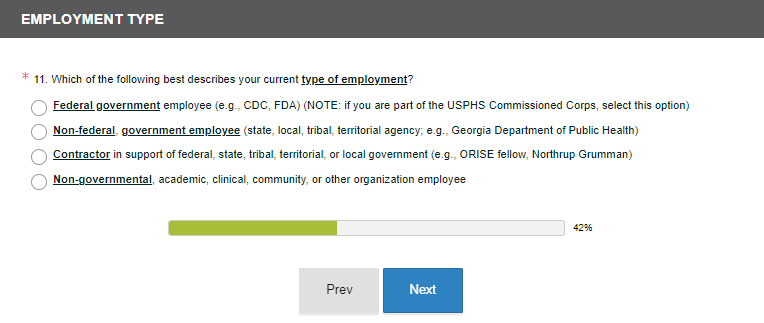 EMPLOYMENT TYPE
* 11. Which of the following best describes your current type of employment?
Federal government employee (e.g., CDC, FDA) (NOTE: if you are part of the USPHS Commissioned Corps, select this option)
Non-federal, government employee (state, local, tribal, territorial agency; e.g., Georgia Department of Public Health)
Contractor in support of federal, state, tribal, territorial, or local government (e.g., ORISE fellow, Northrup Grumman)
Non-governmental, academic, clinical, community, or other organization employee
42%
Prev Next